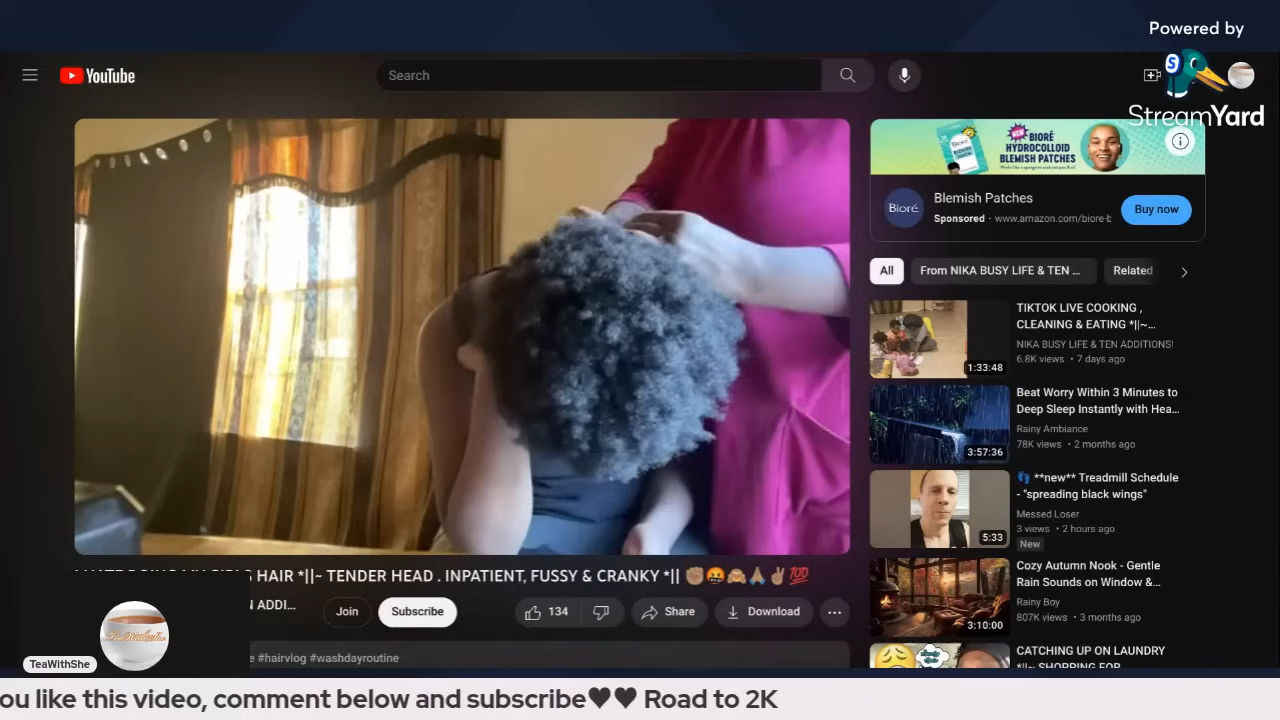 Powered by
StreamYard
YouTube
Search
BIORÉ
HYDROCOLLOID
BLEMISH PATCHES
NEW
Bioré
Blemish Patches
Sponsored · www.amazon.com/biore-b
Buy now
All
From NIKA BUSY LIFE & TEN ...
Related
TIKTOK LIVE COOKING ,
CLEANING & EATING *||~...
NIKA BUSY LIFE & TEN ADDITIONS!
6.8K views • 7 days ago
1:33:48
Beat Worry Within 3 Minutes to
Deep Sleep Instantly with Hea...
Rainy Ambiance
78K views • 2 months ago
3:57:36
👣 **new** Treadmill Schedule
- "spreading black wings"
Messed Loser
3 views • 2 hours ago
New
5:33
Cozy Autumn Nook - Gentle
Rain Sounds on Window &...
Rainy Boy
807K views • 3 months ago
3:10:00
CATCHING UP ON LAUNDRY
*||~ SHOPPING FOR
HAIR *||~ TENDER HEAD . INPATIENT, FUSSY & CRANKY *|| ✊🏽🤬🙈🙏🏽✌🏽💯
N ADDI...
Join
Subscribe
134
Share
Download
e #hairvlog #washdayroutine
TeaWithShe
TeaWithShe
ou like this video, comment below and subscribe♥♥ Road to 2K